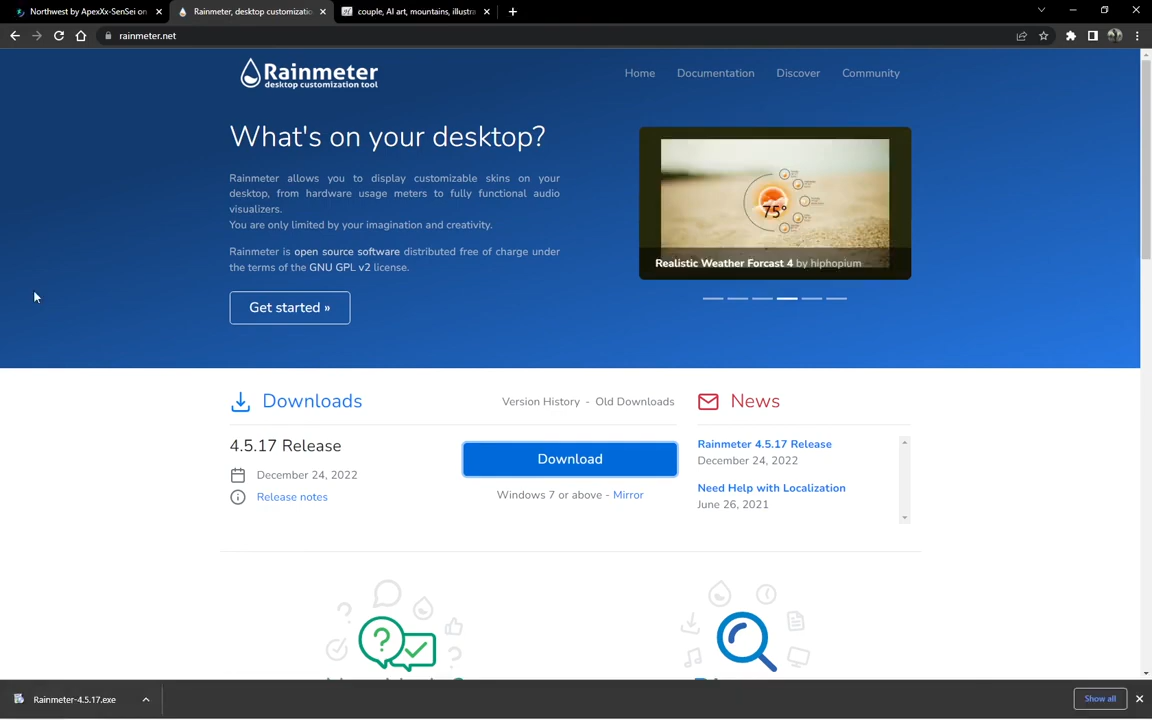 Northwest by ApexXx-SenSei on
Rainmeter, desktop customizatio
couple, AI art, mountains, illustra
rainmeter.net
Rainmeter
desktop customization tool
Home
Documentation
Discover
Community
What's on your desktop?
Rainmeter allows you to display customizable skins on your
desktop, from hardware usage meters to fully functional audio
visualizers.
You are only limited by your imagination and creativity.
Rainmeter is open source software distributed free of charge under
the terms of the GNU GPL v2 license.
Get started »
75°
Realistic Weather Forcast 4 by hiphopium
Downloads
Version History - Old Downloads
4.5.17 Release
December 24, 2022
Release notes
Download
Windows 7 or above - Mirror
News
Rainmeter 4.5.17 Release
December 24, 2022
Need Help with Localization
June 26, 2021
Rainmeter-4.5.17.exe
Show all